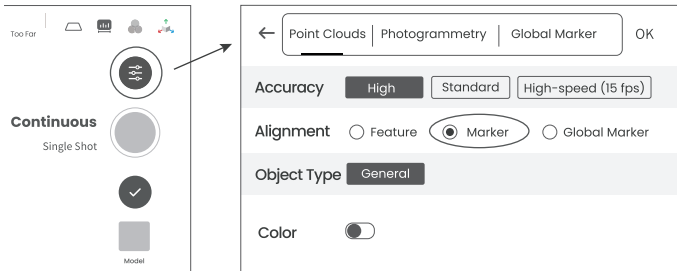 Too Far
Continuous
Single Shot
Model
Point Clouds Photogrammetry Global Marker OK
Accuracy High Standard High-speed (15 fps)
Alignment Feature Marker Global Marker
Object Type General
Color